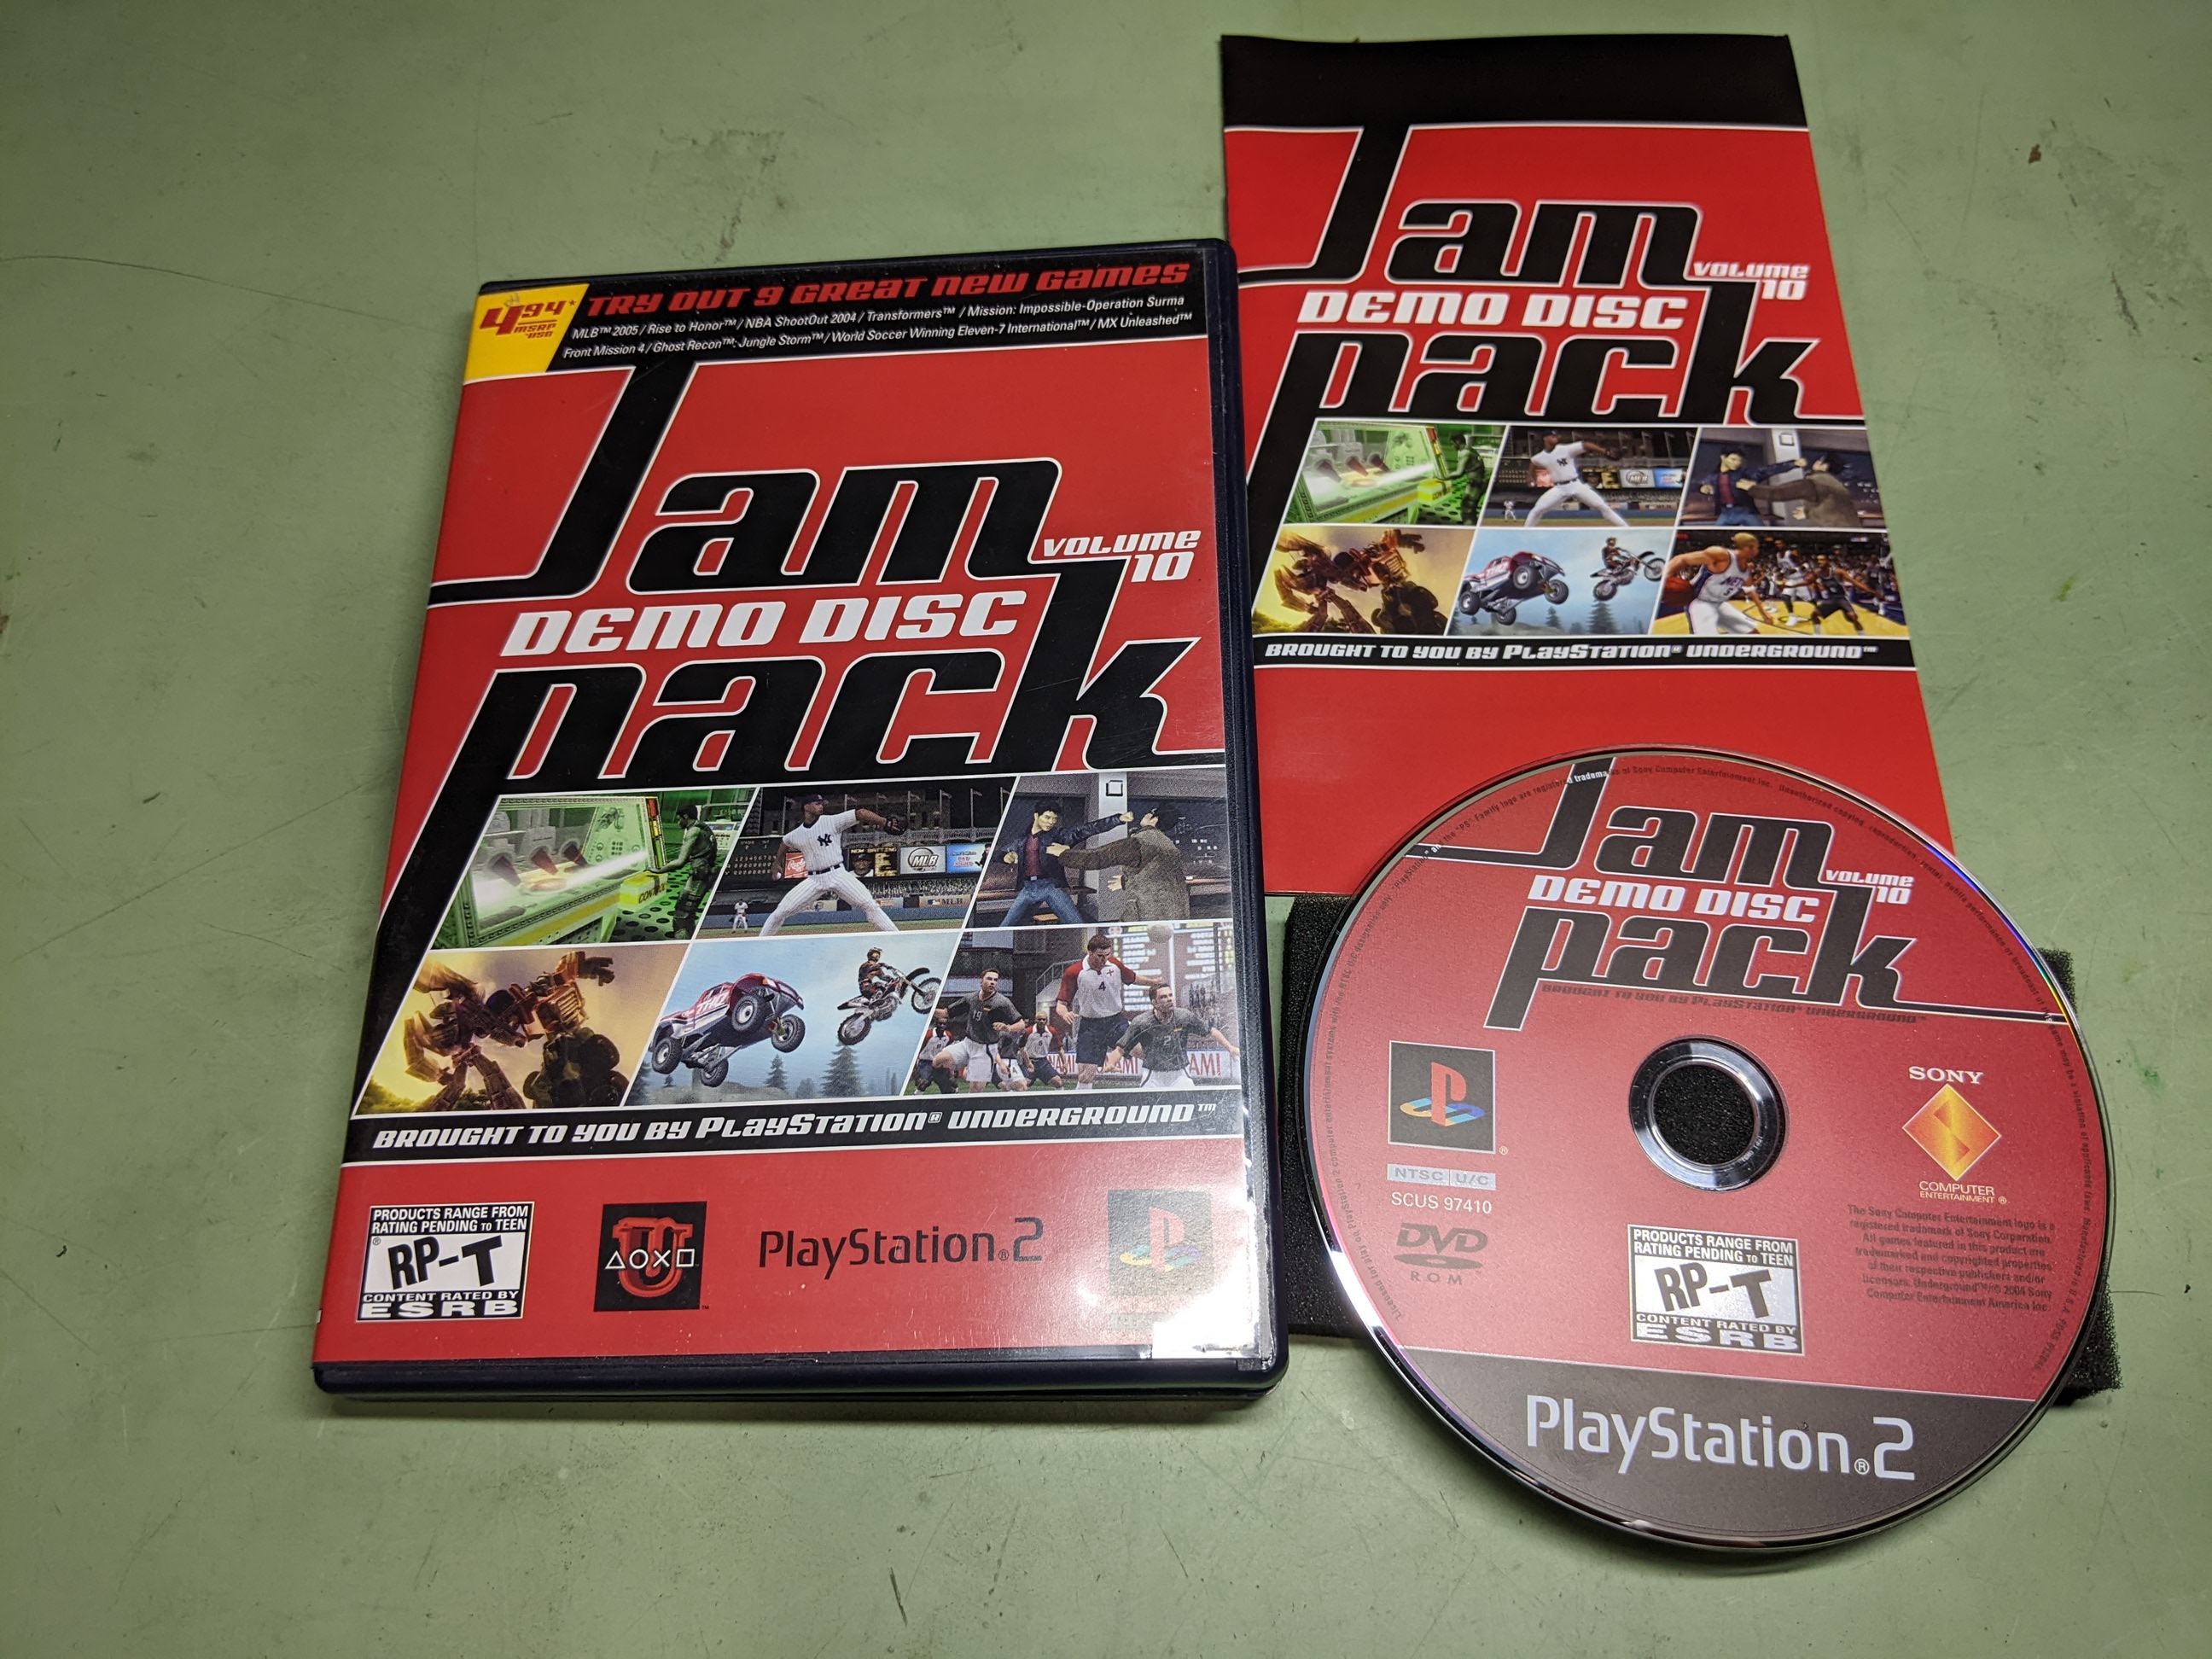 4.94*
MSRP
*USD
TRY OUT 9 GREAT NEW GAMES
MLB™ 2005 / Rise to Honor™ / NBA ShootOut 2004 / Transformers™ / Mission: Impossible-Operation Surma
Front Mission 4 / Ghost Recon™: Jungle Storm™ / World Soccer Winning Eleven-7 International™ / MX Unleashed™
Jam
VOLUME
10
DEMO DISC
pack
BROUGHT TO YOU BY PlayStation® UNDERGROUND™
PRODUCTS RANGE FROM
RATING PENDING TO TEEN
RP-T
CONTENT RATED BY
ESRB
U
PlayStation®2
Jam
VOLUME
10
DEMO DISC
pack
BROUGHT TO YOU BY PlayStation® UNDERGROUND™
Jam
VOLUME
10
DEMO DISC
pack
BROUGHT TO YOU BY PlayStation® UNDERGROUND™
NTSC U/C
SCUS 97410
DVD
ROM
SONY
COMPUTER
ENTERTAINMENT®
The Sony Computer Entertainment logo is a
registered trademark of Sony Corporation.
All games featured in this product are
trademarked and copyrighted properties
of their respective publishers and/or
licensors. Underground™/© 2004 Sony
Computer Entertainment America Inc.
PRODUCTS RANGE FROM
RATING PENDING TO TEEN
RP-T
CONTENT RATED BY
ESRB
PlayStation®2